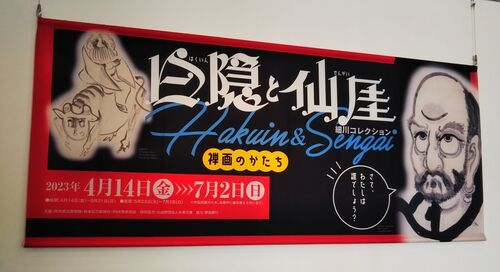 はくいん
せんがい
白隠と仙厓
Hakuin & Sengai
細川コレクション
禅画のかたち
2023年 4月14日(金)>>>7月2日(日)
さて、
わたしは
誰でしょう?